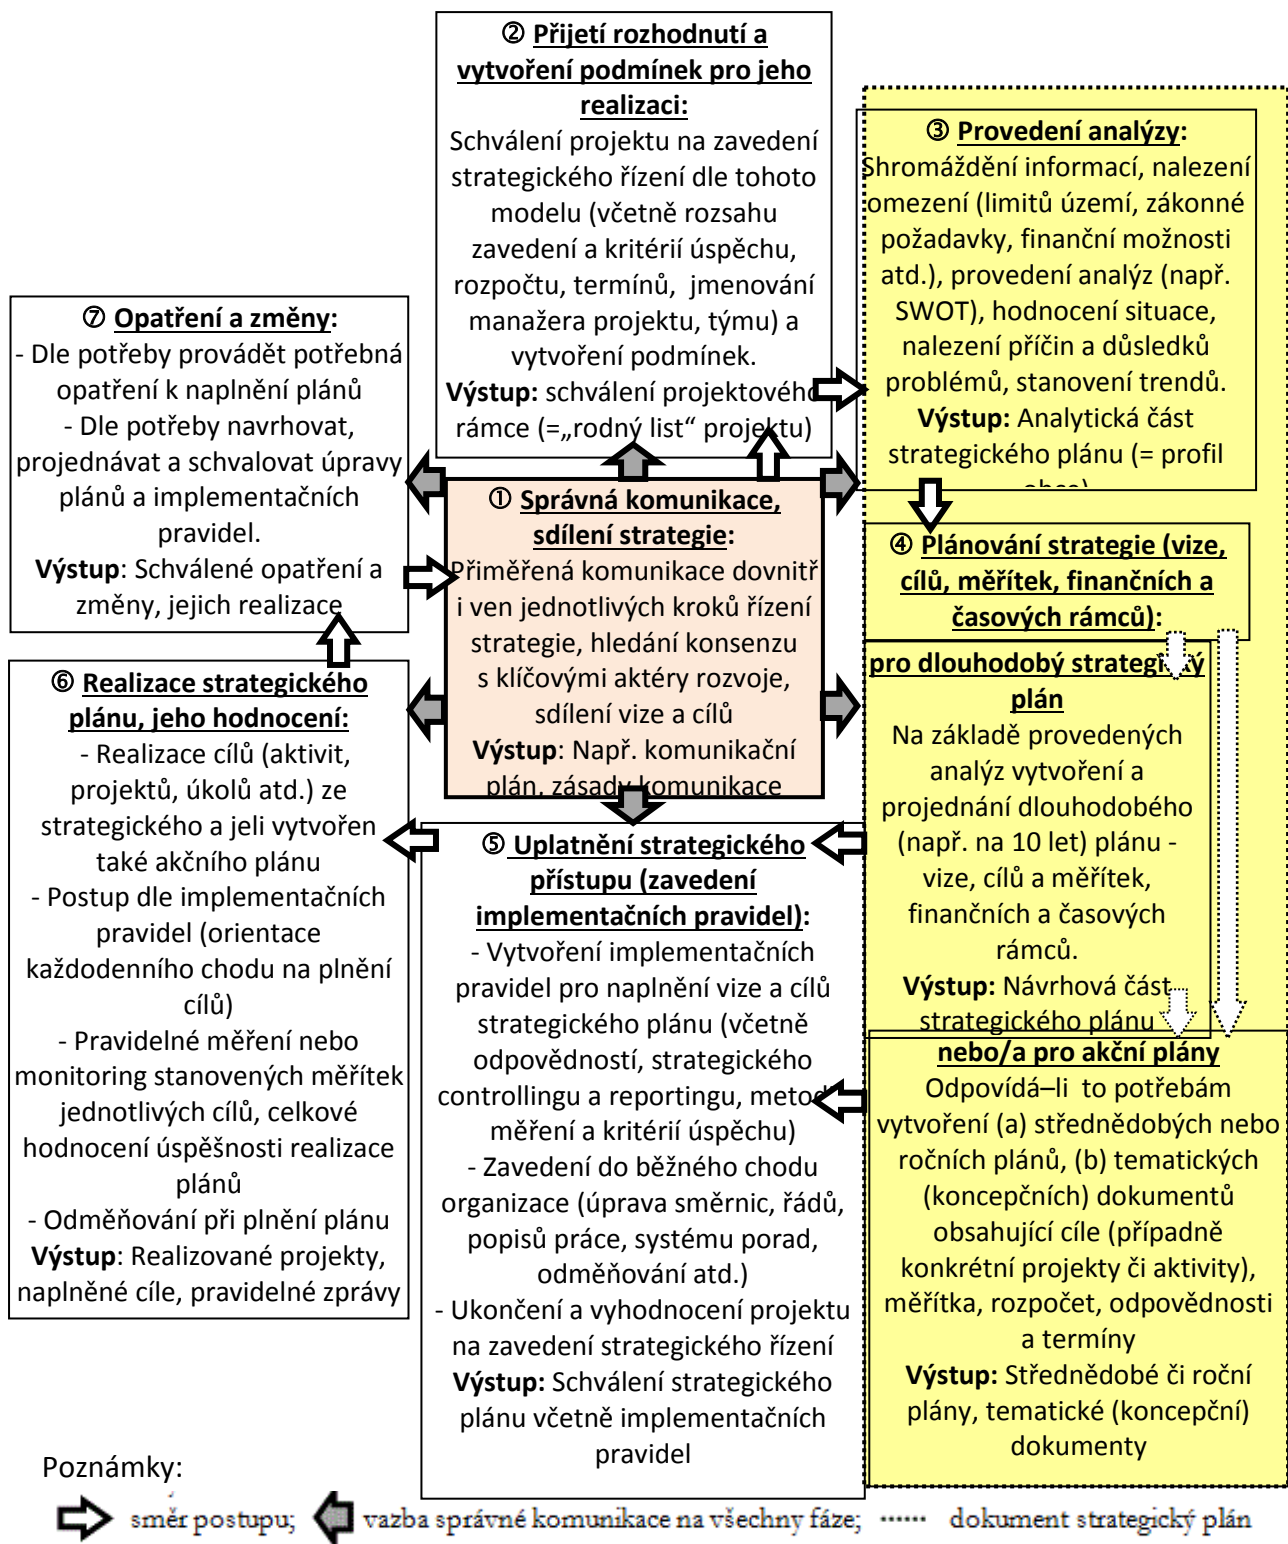 ② Přijetí rozhodnutí a
vytvoření podmínek pro jeho
realizaci:
Schválení projektu na zavedení
strategického řízení dle tohoto
modelu (včetně rozsahu
zavedení a kritérií úspěchu,
rozpočtu, termínů, jmenování
manažera projektu, týmu) a
vytvoření podmínek.
Výstup: schválení projektového
rámce (=„rodný list“ projektu)
③ Provedení analýzy:
Shromáždění informací, nalezení
omezení (limitů území, zákonné
požadavky, finanční možnosti
atd.), provedení analýz (např.
SWOT), hodnocení situace,
nalezení příčin a důsledků
problémů, stanovení trendů.
Výstup: Analytická část
strategického plánu (= profil
⑦ Opatření a změny:
- Dle potřeby provádět potřebná
opatření k naplnění plánů
- Dle potřeby navrhovat,
projednávat a schvalovat úpravy
plánů a implementačních
pravidel.
Výstup: Schválené opatření a
změny, jejich realizace
① Správná komunikace,
sdílení strategie:
Přiměřená komunikace dovnitř
i ven jednotlivých kroků řízení
strategie, hledání konsenzu
s klíčovými aktéry rozvoje,
sdílení vize a cílů
Výstup: Např. komunikační
plán, zásady komunikace
④ Plánování strategie (vize,
cílů, měřítek, finančních a
časových rámců):
pro dlouhodobý strategický
plán
Na základě provedených
analýz vytvoření a
projednání dlouhodobého
(např. na 10 let) plánu -
vize, cílů a měřítek,
finančních a časových
rámců.
Výstup: Návrhová část
strategického plánu
nebo/a pro akční plány
Odpovídá–li to potřebám
vytvoření (a) střednědobých nebo
ročních plánů, (b) tematických
(koncepčních) dokumentů
obsahující cíle (případně
konkrétní projekty či aktivity),
měřítka, rozpočet, odpovědnosti
a termíny
Výstup: Střednědobé či roční
plány, tematické (koncepční)
dokumenty
⑥ Realizace strategického
plánu, jeho hodnocení:
- Realizace cílů (aktivit,
projektů, úkolů atd.) ze
strategického a jeli vytvořen
také akčního plánu
- Postup dle implementačních
pravidel (orientace
každodenního chodu na plnění
cílů)
- Pravidelné měření nebo
monitoring stanovených měřítek
jednotlivých cílů, celkové
hodnocení úspěšnosti realizace
plánů
- Odměňování při plnění plánu
Výstup: Realizované projekty,
naplněné cíle, pravidelné zprávy
⑤ Uplatnění strategického
přístupu (zavedení
implementačních pravidel):
- Vytvoření implementačních
pravidel pro naplnění vize a cílů
strategického plánu (včetně
odpovědností, strategického
controllingu a reportingu, metod
měření a kritérií úspěchu)
- Zavedení do běžného chodu
organizace (úprava směrnic, řádů,
popisů práce, systému porad,
odměňování atd.)
- Ukončení a vyhodnocení projektu
na zavedení strategického řízení
Výstup: Schválení strategického
plánu včetně implementačních
pravidel
Poznámky:
směr postupu; vazba správné komunikace na všechny fáze; ...... dokument strategický plán